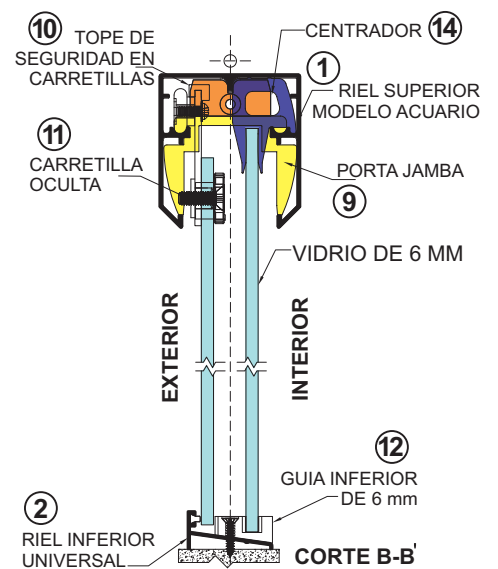 10 TOPE DE
SEGURIDAD EN
CARRETILLAS
CENTRADOR 14
1
RIEL SUPERIOR
MODELO ACUARIO
11
CARRETILLA
OCULTA
PORTA JAMBA
9
VIDRIO DE 6 MM
EXTERIOR
INTERIOR
12
GUIA INFERIOR
DE 6 mm
2
RIEL INFERIOR
UNIVERSAL
CORTE B-B'